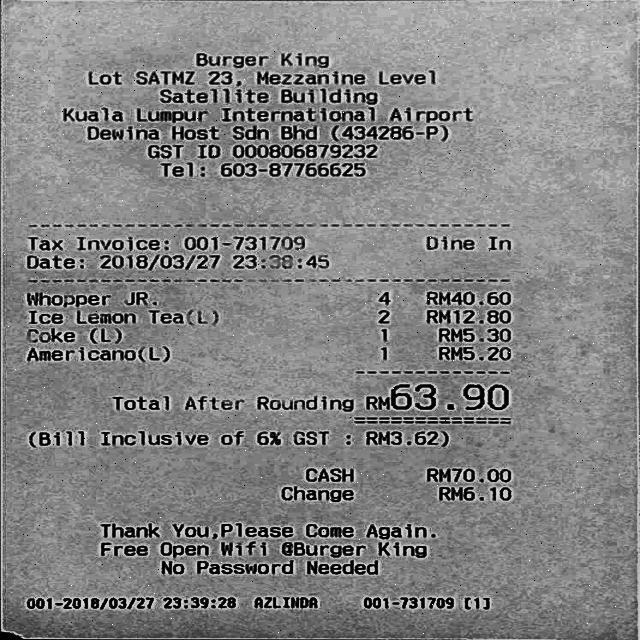 Burger King
Lot SATMZ 23, Mezzanine Level
Satellite Building
Kuala Lumpur International Airport
Dewina Host Sdn Bhd (434286-P)
GST ID 000806879232
Tel: 603-87766625
Tax Invoice: 001-731709 Dine In
Date: 2018/03/27 23:38:45
Whopper JR. 4 RM40.60
Ice Lemon Tea(L) 2 RM12.80
Coke (L) 1 RM5.30
Americano(L) 1 RM5.20
Total After Rounding RM63.90
(Bill Inclusive of 6% GST : RM3.62)
CASH RM70.00
Change RM6.10
Thank You,Please Come Again.
Free Open Wifi @Burger King
No Password Needed
001-2018/03/27 23:39:28 AZLINDA 001-731709 [1]